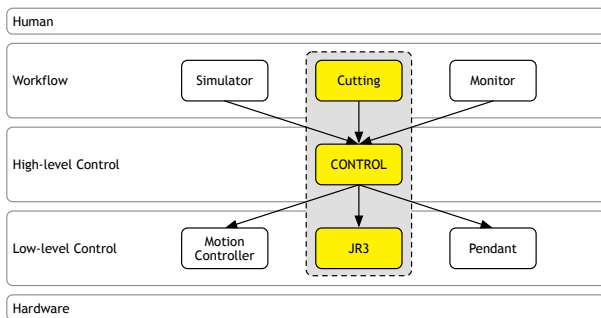 Human
Workflow
Simulator
Cutting
Monitor
High-level Control
CONTROL
Low-level Control
Motion
Controller
JR3
Pendant
Hardware